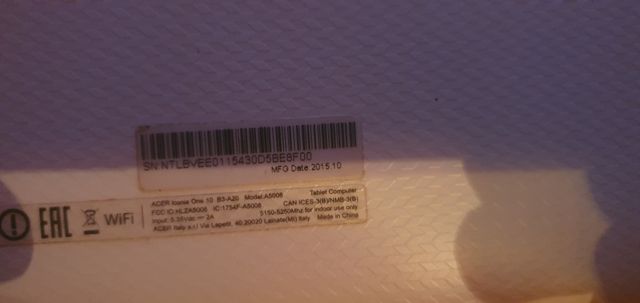 SN NTLBVEE0115430D5BE8F00
MFG Date 2015.10
ACER Iconia One 10 B3-A20 Model:A5008 Tablet Computer
FCC ID:HLZA5008 IC:1754F-A5008 CAN ICES-3(B)/NMB-3(B)
Input: 5.35Vdc 2A 5150-5250Mhz for indoor use only
ACER Italy s.r.l Via Lepetit, 40,20020 Lainate(MI) Italy Made in China
EAC WiFi